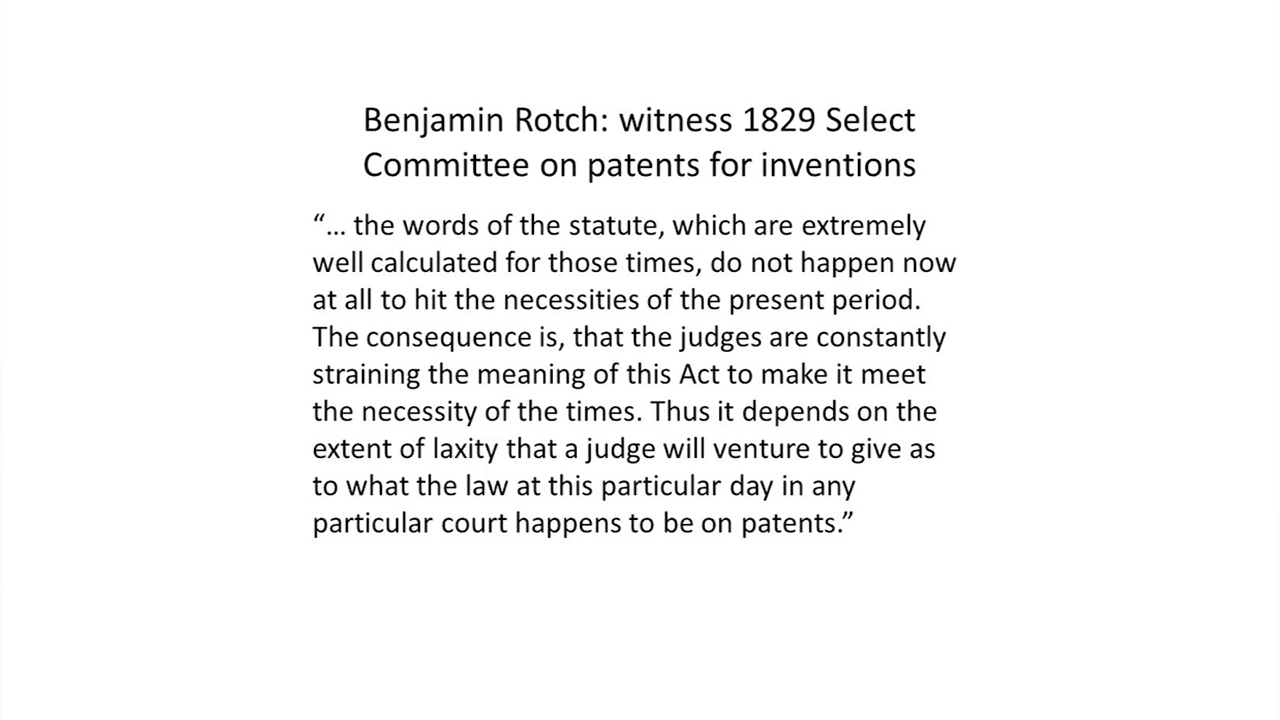 Benjamin Rotch: witness 1829 Select
Committee on patents for inventions
“… the words of the statute, which are extremely
well calculated for those times, do not happen now
at all to hit the necessities of the present period.
The consequence is, that the judges are constantly
straining the meaning of this Act to make it meet
the necessity of the times. Thus it depends on the
extent of laxity that a judge will venture to give as
to what the law at this particular day in any
particular court happens to be on patents.”